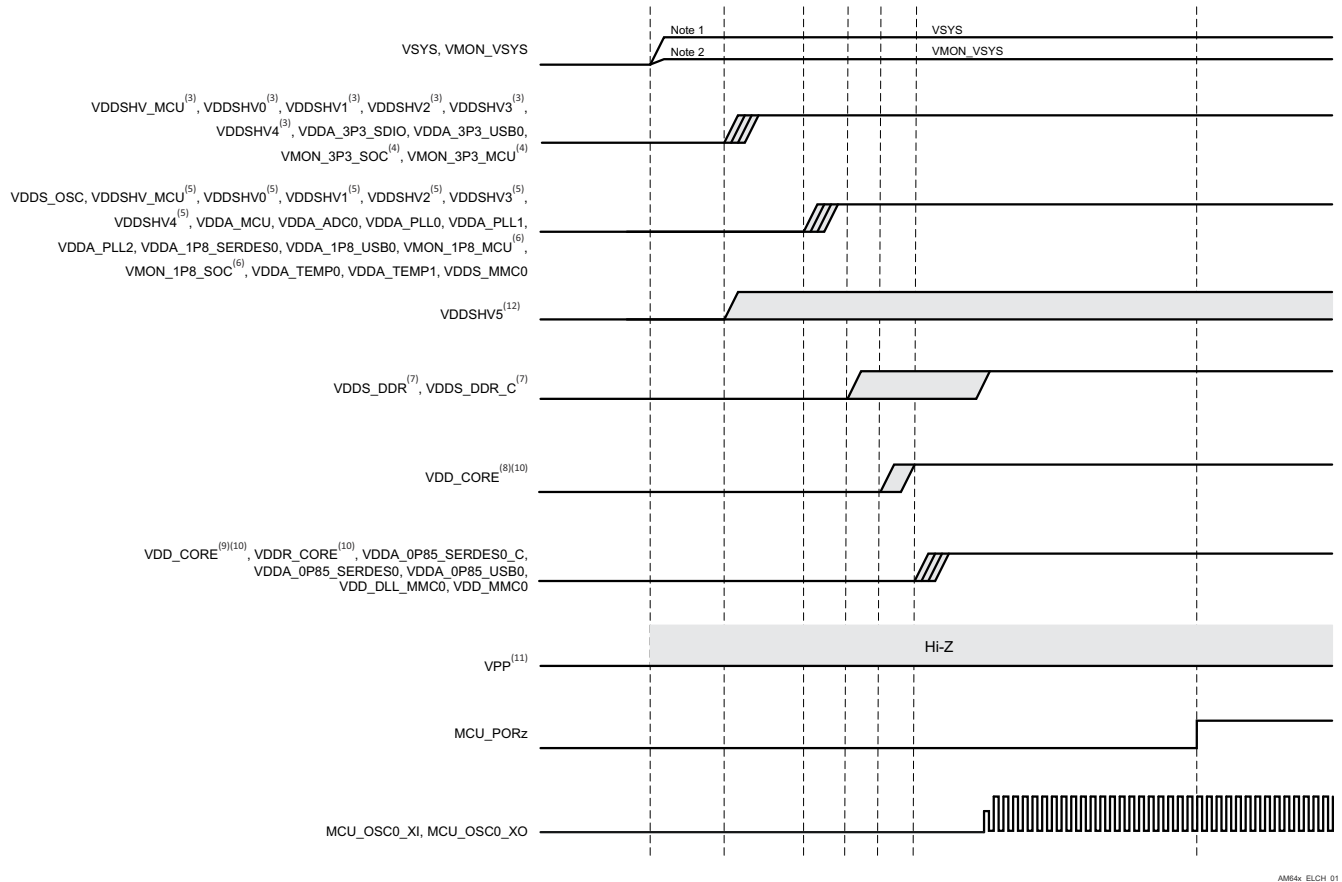 Note 1
VSYS
VSYS, VMON_VSYS
Note 2
VMON_VSYS
VDDSHV_MCU(3), VDDSHV0(3), VDDSHV1(3), VDDSHV2(3), VDDSHV3(3),
VDDSHV4(3), VDDA_3P3_SDIO, VDDA_3P3_USB0,
VMON_3P3_SOC(4), VMON_3P3_MCU(4)
VDDS_OSC, VDDSHV_MCU(5), VDDSHV0(5), VDDSHV1(5), VDDSHV2(5), VDDSHV3(5),
VDDSHV4(5), VDDA_MCU, VDDA_ADC0, VDDA_PLL0, VDDA_PLL1,
VDDA_PLL2, VDDA_1P8_SERDES0, VDDA_1P8_USB0, VMON_1P8_MCU(6),
VMON_1P8_SOC(6), VDDA_TEMP0, VDDA_TEMP1, VDDS_MMC0
VDDSHV5(12)
VDDS_DDR(7), VDDS_DDR_C(7)
VDD_CORE(8)(10)
VDD_CORE(9)(10), VDDR_CORE(10), VDDA_0P85_SERDES0_C,
VDDA_0P85_SERDES0, VDDA_0P85_USB0,
VDD_DLL_MMC0, VDD_MMC0
Hi-Z
VPP(11)
MCU_PORz
MCU_OSC0_XI, MCU_OSC0_XO
AM64x_ELCH_01